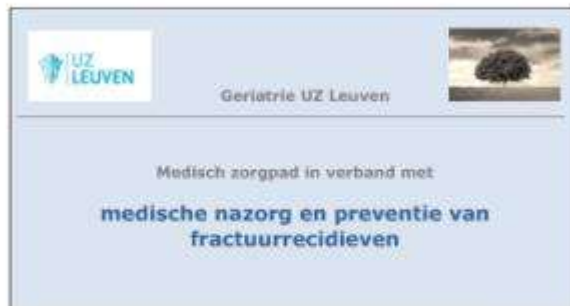 UZ
LEUVEN
Geriatrie UZ Leuven
Medisch zorgpad in verband met
medische nazorg en preventie van
fractuurrecidieven